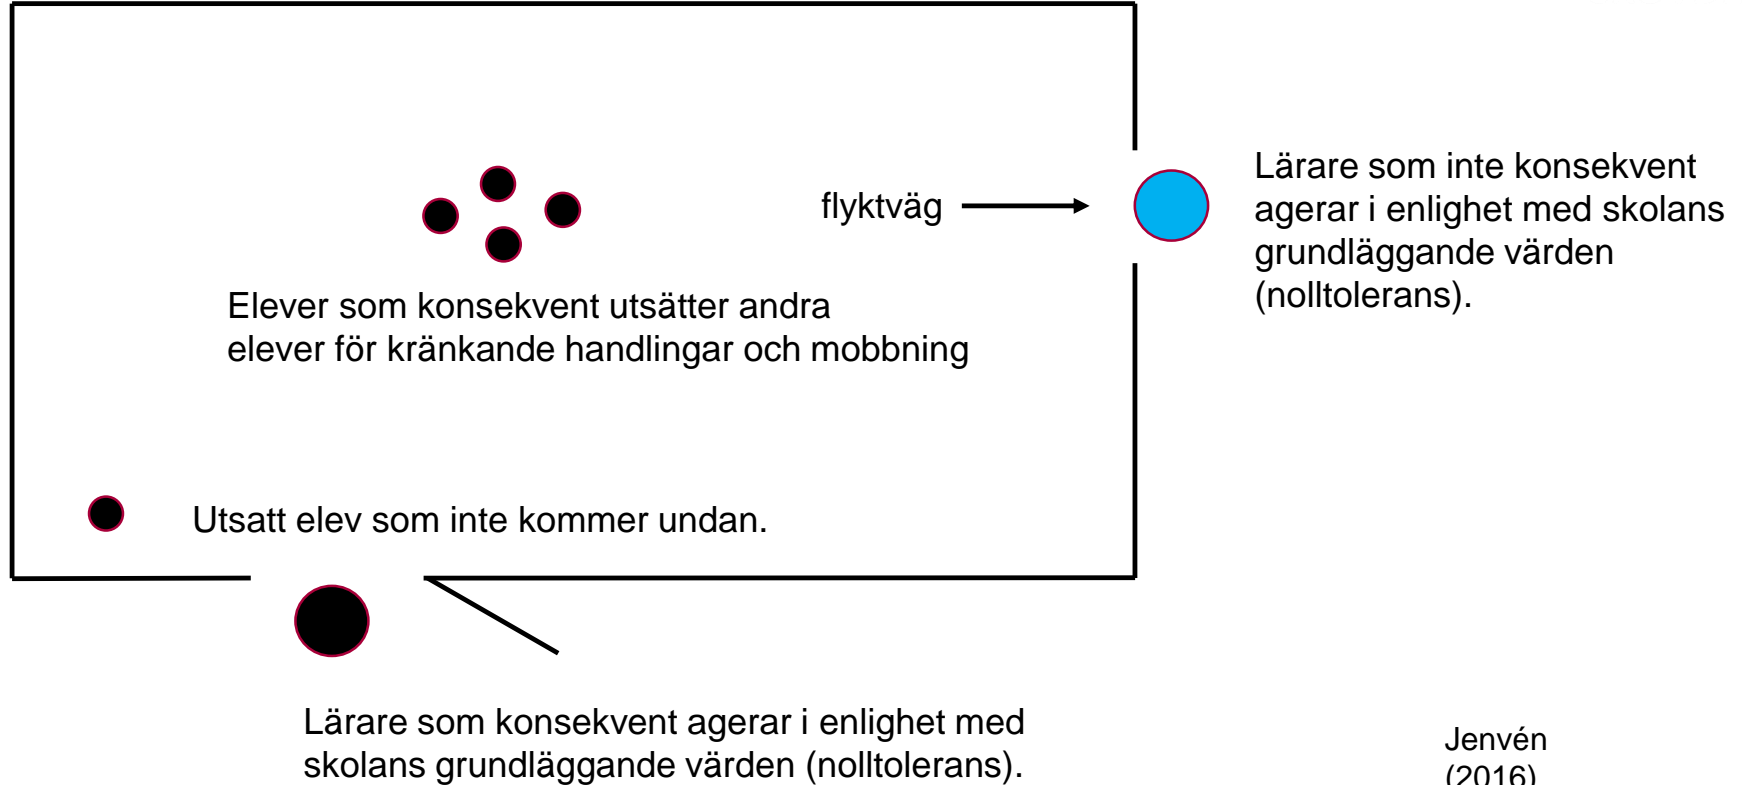 flyktväg
Lärare som inte konsekvent
agerar i enlighet med skolans
grundläggande värden
(nolltolerans).
Elever som konsekvent utsätter andra
elever för kränkande handlingar och mobbning
Utsatt elev som inte kommer undan.
Lärare som konsekvent agerar i enlighet med
skolans grundläggande värden (nolltolerans).
Jenvén
(2016)